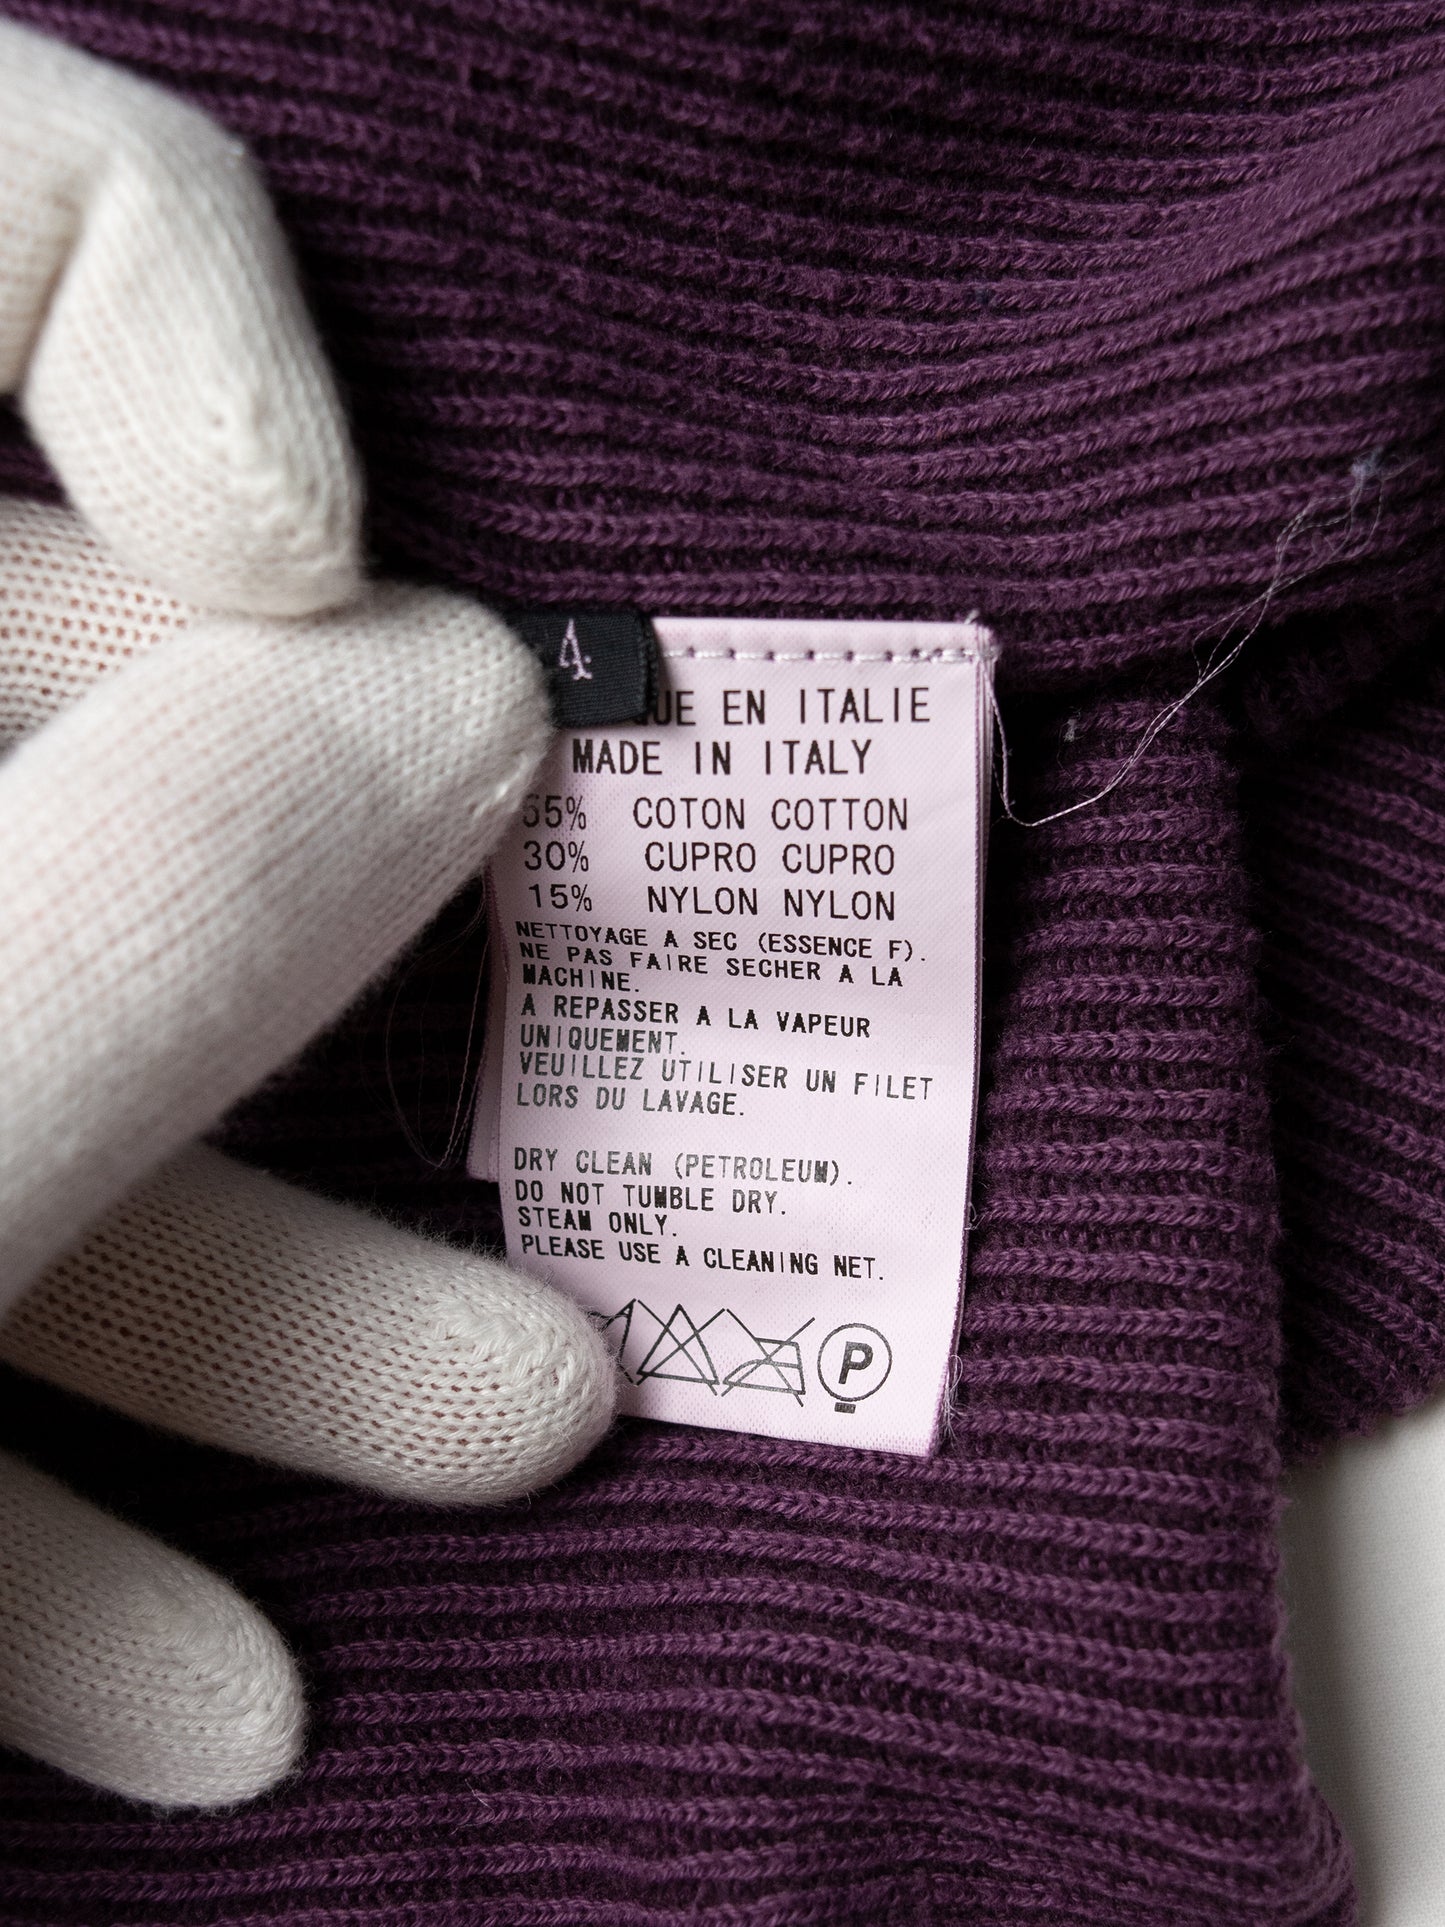 4
QUE EN ITALIE
MADE IN ITALY
55% COTON COTTON
30% CUPRO CUPRO
15% NYLON NYLON
NETTOYAGE A SEC (ESSENCE F).
NE PAS FAIRE SECHER A LA
MACHINE.
A REPASSER A LA VAPEUR
UNIQUEMENT.
VEUILLEZ UTILISER UN FILET
LORS DU LAVAGE.
DRY CLEAN (PETROLEUM).
DO NOT TUMBLE DRY.
STEAM ONLY.
PLEASE USE A CLEANING NET.
P